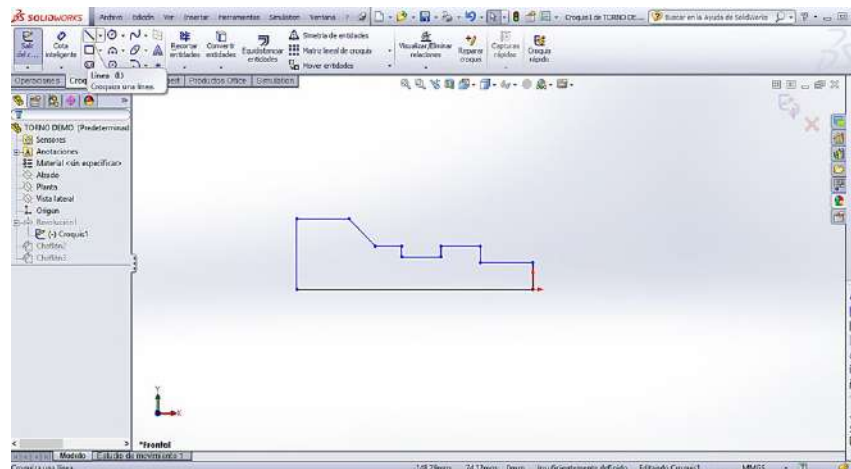 SOLIDWORKS Archivo Edición Ver Insertar Herramientas Simulation Ventana ? Croquis1 de TORNO DE... Buscar en la Ayuda de SolidWorks
Salir del c... Cota inteligente Recortar entidades Convertir entidades Equidistanciar entidades Simetría de entidades Matriz lineal de croquis Mover entidades Visualizar/Eliminar relaciones Reparar croquis Capturas rápidas Croquis rápido
Operaciones Croq Productos Office Simulation
Línea (L)
Croquiza una línea.
TORNO DEMO (Predeterminad
Sensores
Anotaciones
Material <sin especificar>
Alzado
Planta
Vista lateral
Origen
Revolución1
(-) Croquis1
Chaflán2
Chaflán3
Y
X
*Frontal
Modelo Estudio de movimiento 1
Croquiza una línea. 0mm Insuficientemente definido Editando Croquis1 MMGS